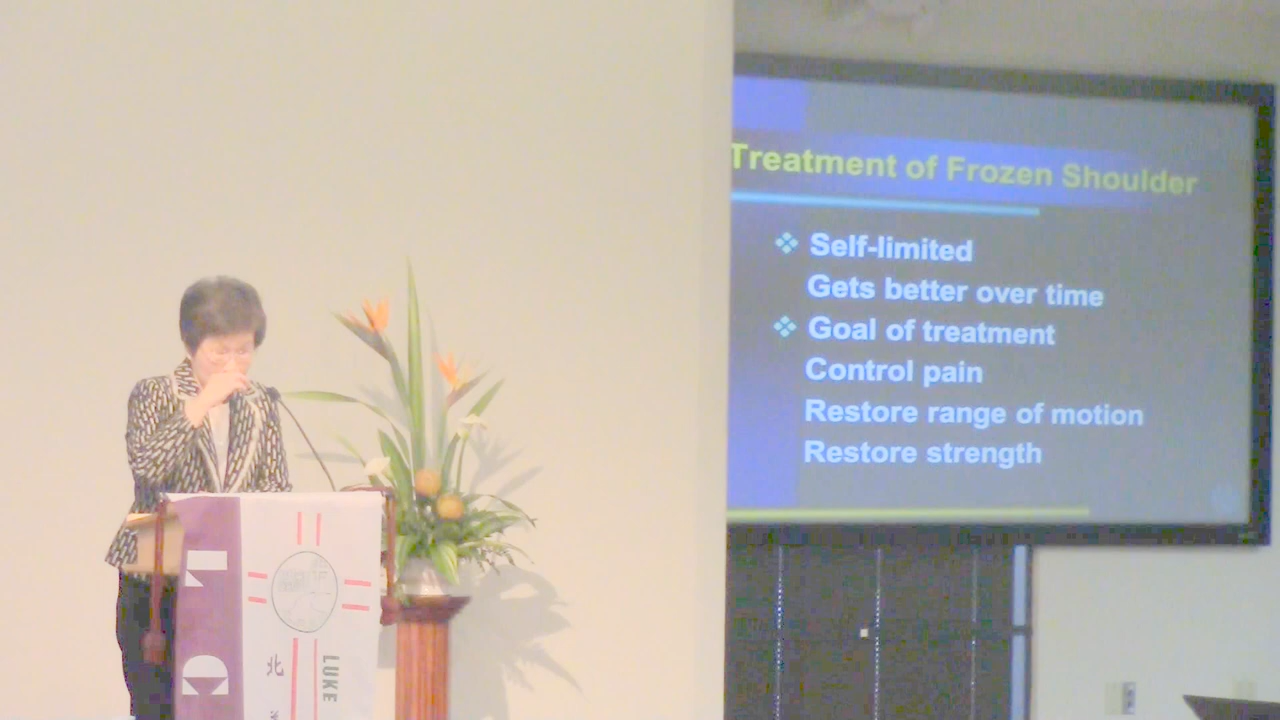 Treatment of Frozen Shoulder
Self-limited
Gets better over time
Goal of treatment
Control pain
Restore range of motion
Restore strength
北
LUKE